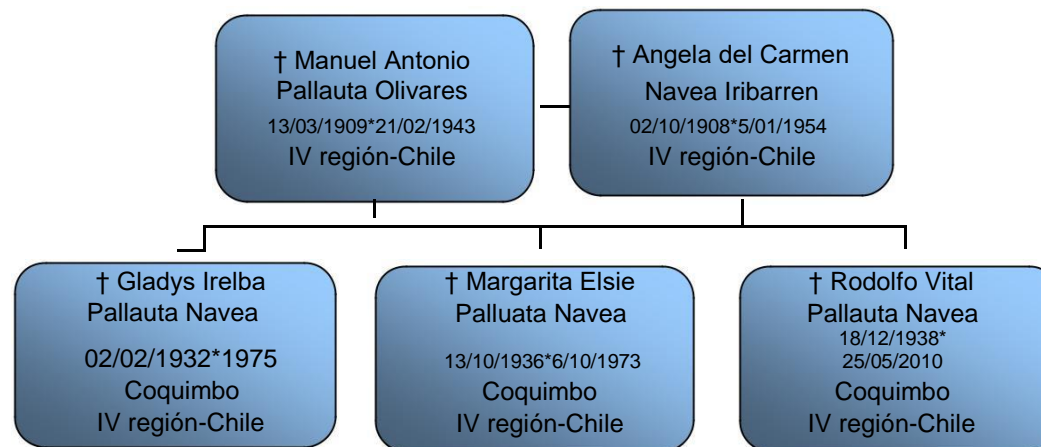 † Manuel Antonio
Pallauta Olivares
13/03/1909*21/02/1943
IV región-Chile
† Angela del Carmen
Navea Iribarren
02/10/1908*5/01/1954
IV región-Chile
† Gladys Irelba
Pallauta Navea
02/02/1932*1975
Coquimbo
IV región-Chile
† Margarita Elsie
Palluata Navea
13/10/1936*6/10/1973
Coquimbo
IV región-Chile
† Rodolfo Vital
Pallauta Navea
18/12/1938*
25/05/2010
Coquimbo
IV región-Chile